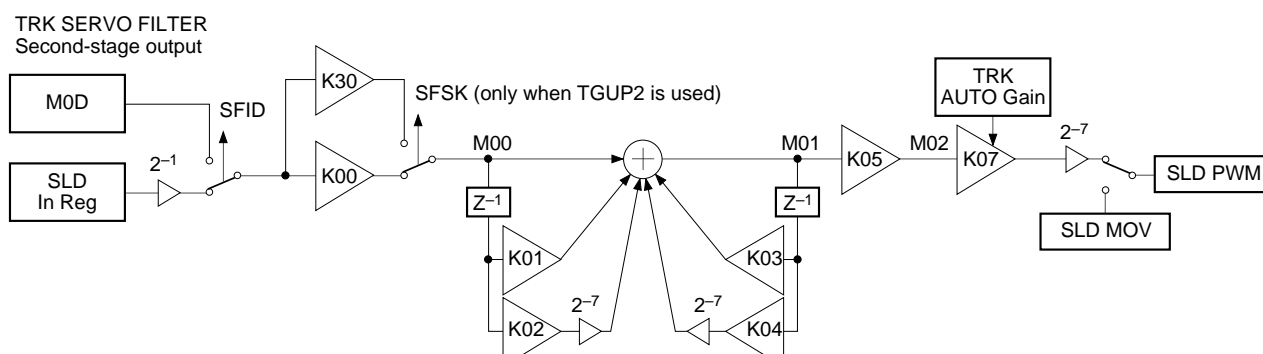 TRK SERVO FILTER
Second-stage output
M0D
SFID
K30
SFSK (only when TGUP2 is used)
TRK
AUTO Gain
SLD
In Reg
2–1
K00
M00
+
M01
K05
M02
K07
2–7
SLD PWM
SLD MOV
Z–1
Z–1
K01
K03
K02
2–7
2–7
K04